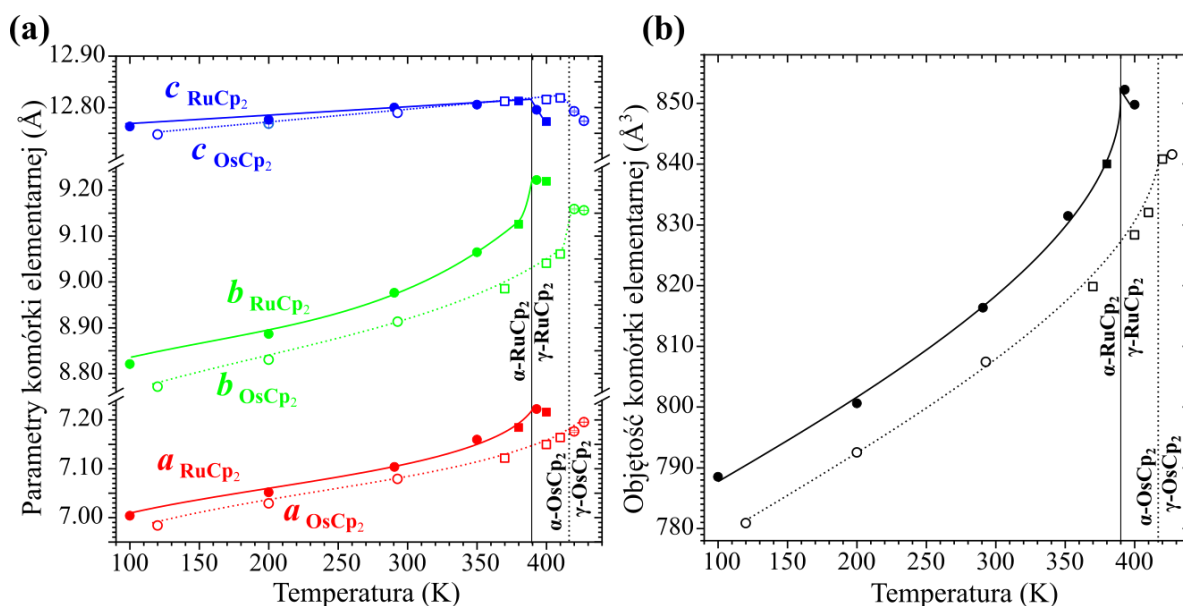 (a)
Parametry komórki elementarnej (Å)
12.90
12.80
9.20
9.10
9.00
8.90
8.80
7.20
7.10
7.00
c RuCp2
c OsCp2
b RuCp2
b OsCp2
a RuCp2
a OsCp2
α-RuCp2
γ-RuCp2
α-OsCp2
γ-OsCp2
100 150 200 250 300 350 400
Temperatura (K)
(b)
Objętość komórki elementarnej (Å³)
850
840
830
820
810
800
790
780
α-RuCp2
γ-RuCp2
α-OsCp2
γ-OsCp2
100 150 200 250 300 350 400
Temperatura (K)